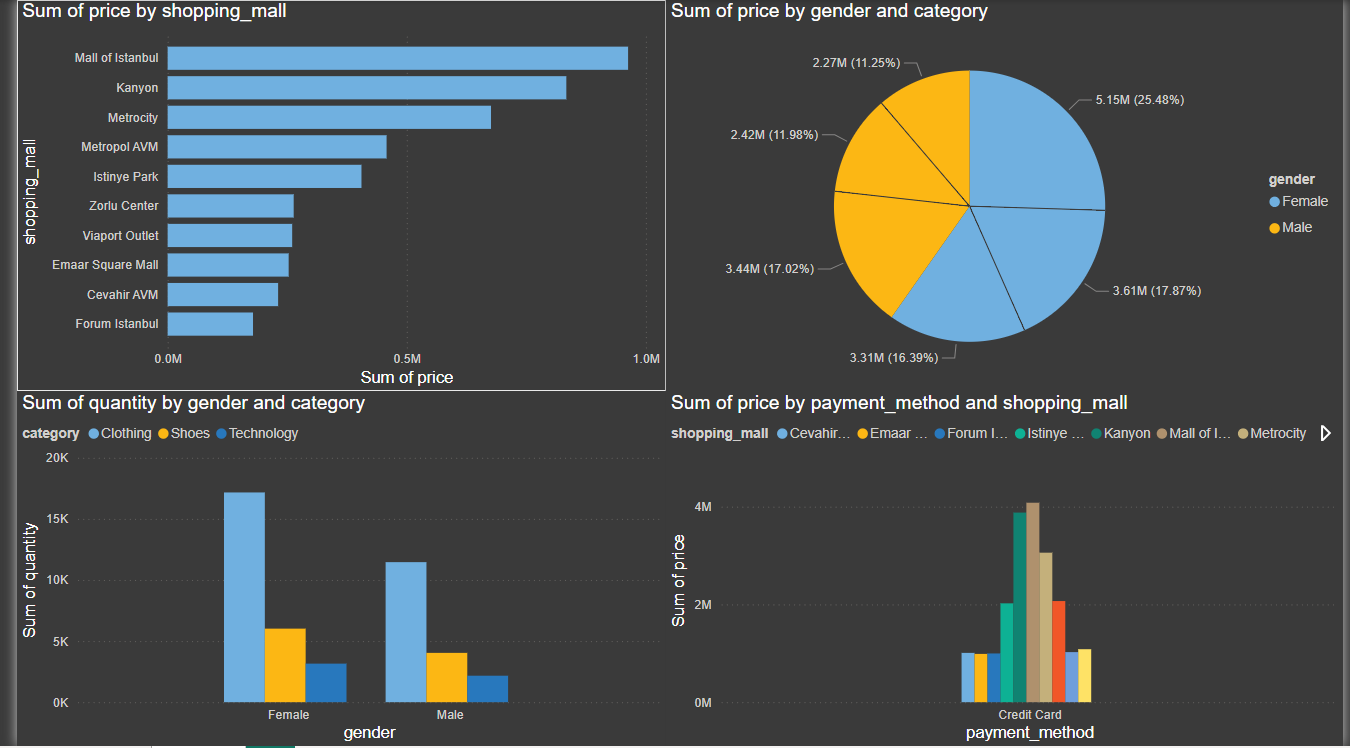 Sum of price by shopping_mall
shopping_mall
Mall of Istanbul
Kanyon
Metrocity
Metropol AVM
Istinye Park
Zorlu Center
Viaport Outlet
Emaar Square Mall
Cevahir AVM
Forum Istanbul
0.0M 0.5M 1.0M
Sum of price
Sum of price by gender and category
2.27M (11.25%)
5.15M (25.48%)
2.42M (11.98%)
3.44M (17.02%)
3.61M (17.87%)
3.31M (16.39%)
gender
Female
Male
Sum of quantity by gender and category
category Clothing Shoes Technology
Sum of quantity
20K
15K
10K
5K
0K
Female Male
gender
Sum of price by payment_method and shopping_mall
shopping_mall Cevahir... Emaar ... Forum I... Istinye ... Kanyon Mall of I... Metrocity
Sum of price
4M
2M
0M
Credit Card
payment_method